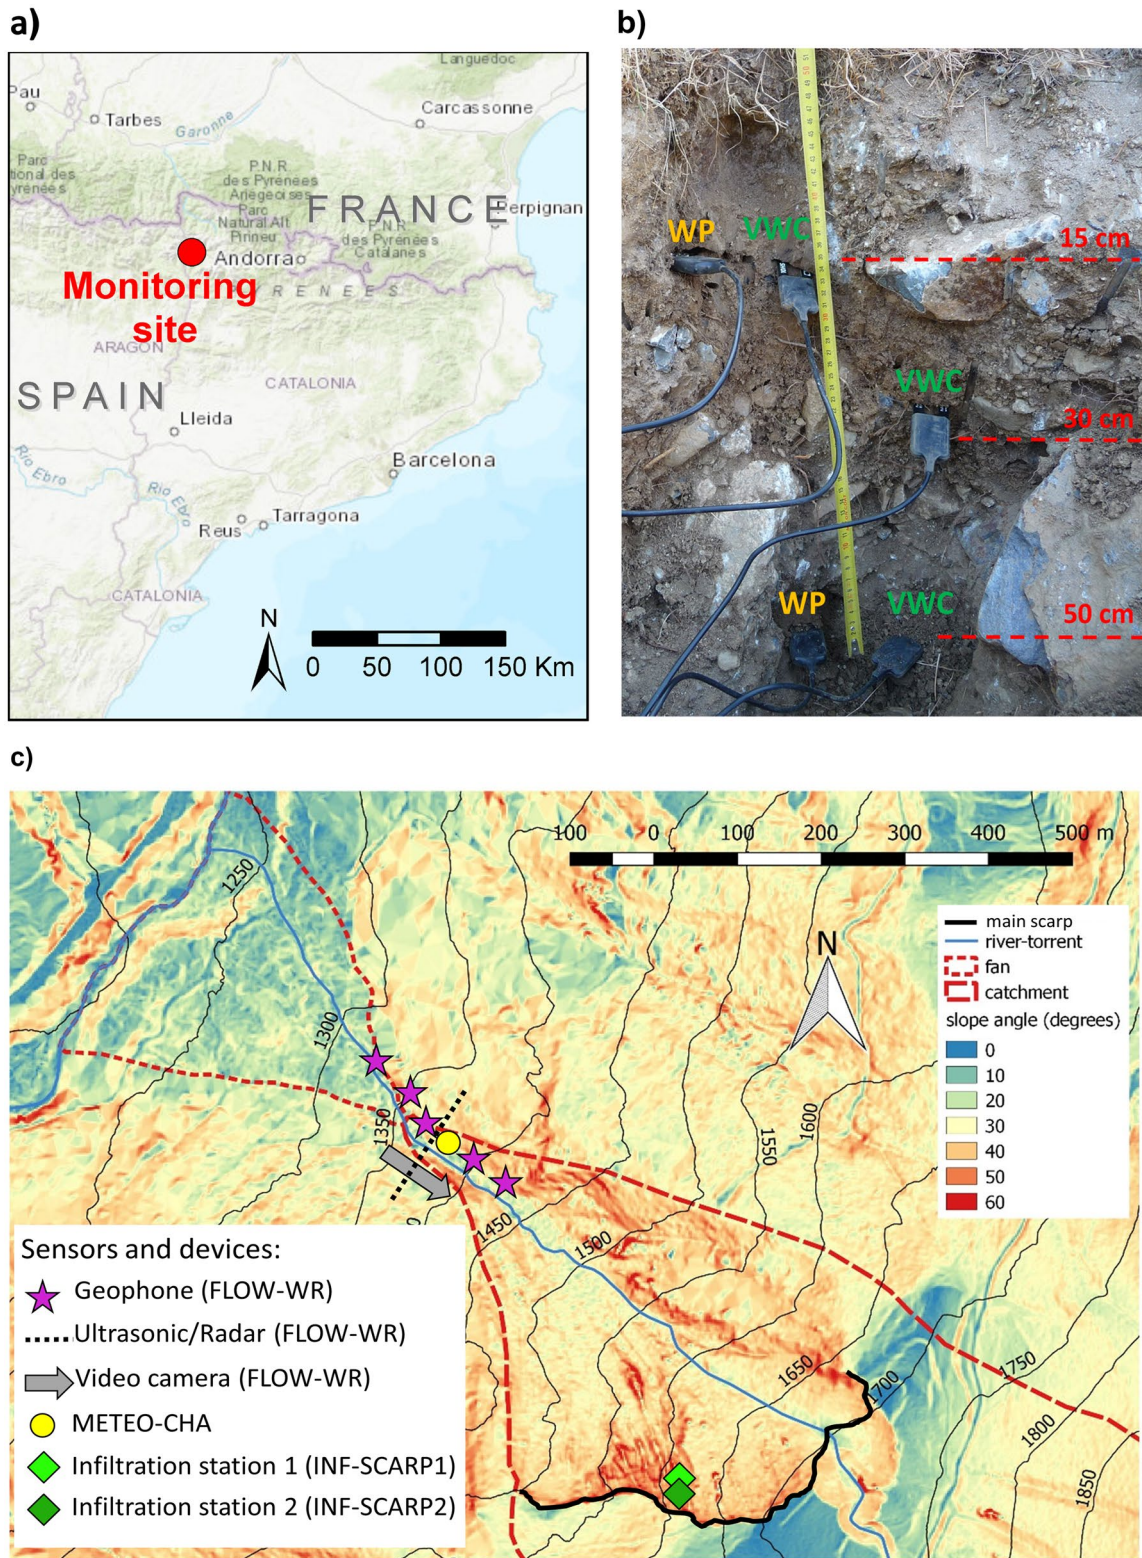 a)
Languedoc
Pau
Tarbes
Garonne
Carcassonne
Parc
tional des
yrénées
P.N.R
des Pyrénées
Ariégeoises
Parc
Natural Alt
Pirineu
FRANCE
Perpignan
P.N.R
des Pyrénées
Catalanes
Andorra
Monitoring
site
PYRENEES
ARAGON
SPAIN
CATALONIA
Lleida
Río Ebro
Río Ebro
Barcelona
Reus
Tarragona
CATALONIA
N
0 50 100 150 Km
b)
WP
VWC
15 cm
VWC
30 cm
WP
VWC
50 cm
c)
100 0 100 200 300 400 500 m
1250
1300
1350
1450
1500
1550
1600
1650
1700
1750
1800
1850
N
main scarp
river-torrent
fan
catchment
slope angle (degrees)
0
10
20
30
40
50
60
Sensors and devices:
Geophone (FLOW-WR)
Ultrasonic/Radar (FLOW-WR)
Video camera (FLOW-WR)
METEO-CHA
Infiltration station 1 (INF-SCARP1)
Infiltration station 2 (INF-SCARP2)